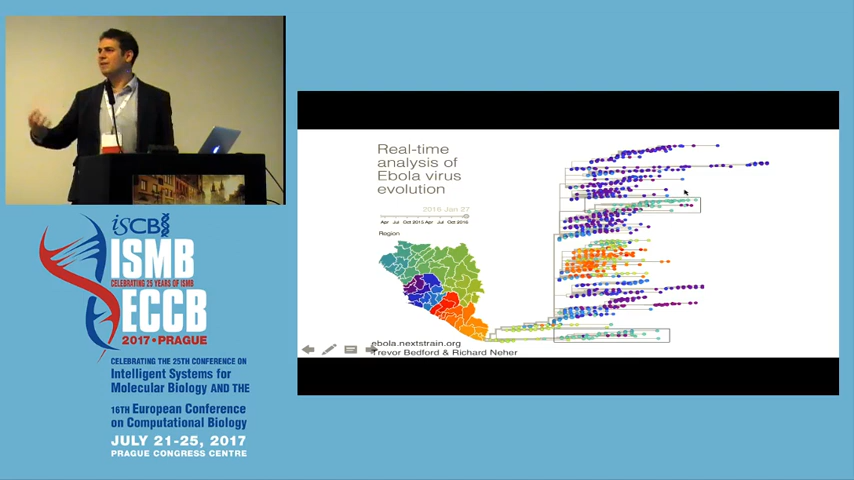 iSCB
ISMB
CELEBRATING 25 YEARS OF ISMB
ECCB
2017 • PRAGUE
CELEBRATING THE 25TH CONFERENCE ON
Intelligent Systems for
Molecular Biology AND THE
16TH European Conference
on Computational Biology
JULY 21-25, 2017
PRAGUE CONGRESS CENTRE
Real-time
analysis of
Ebola virus
evolution
2016 Jan 27
Apr Jul Oct 2015 Apr Jul Oct 2016
Region
ebola.nextstrain.org
Trevor Bedford & Richard Neher